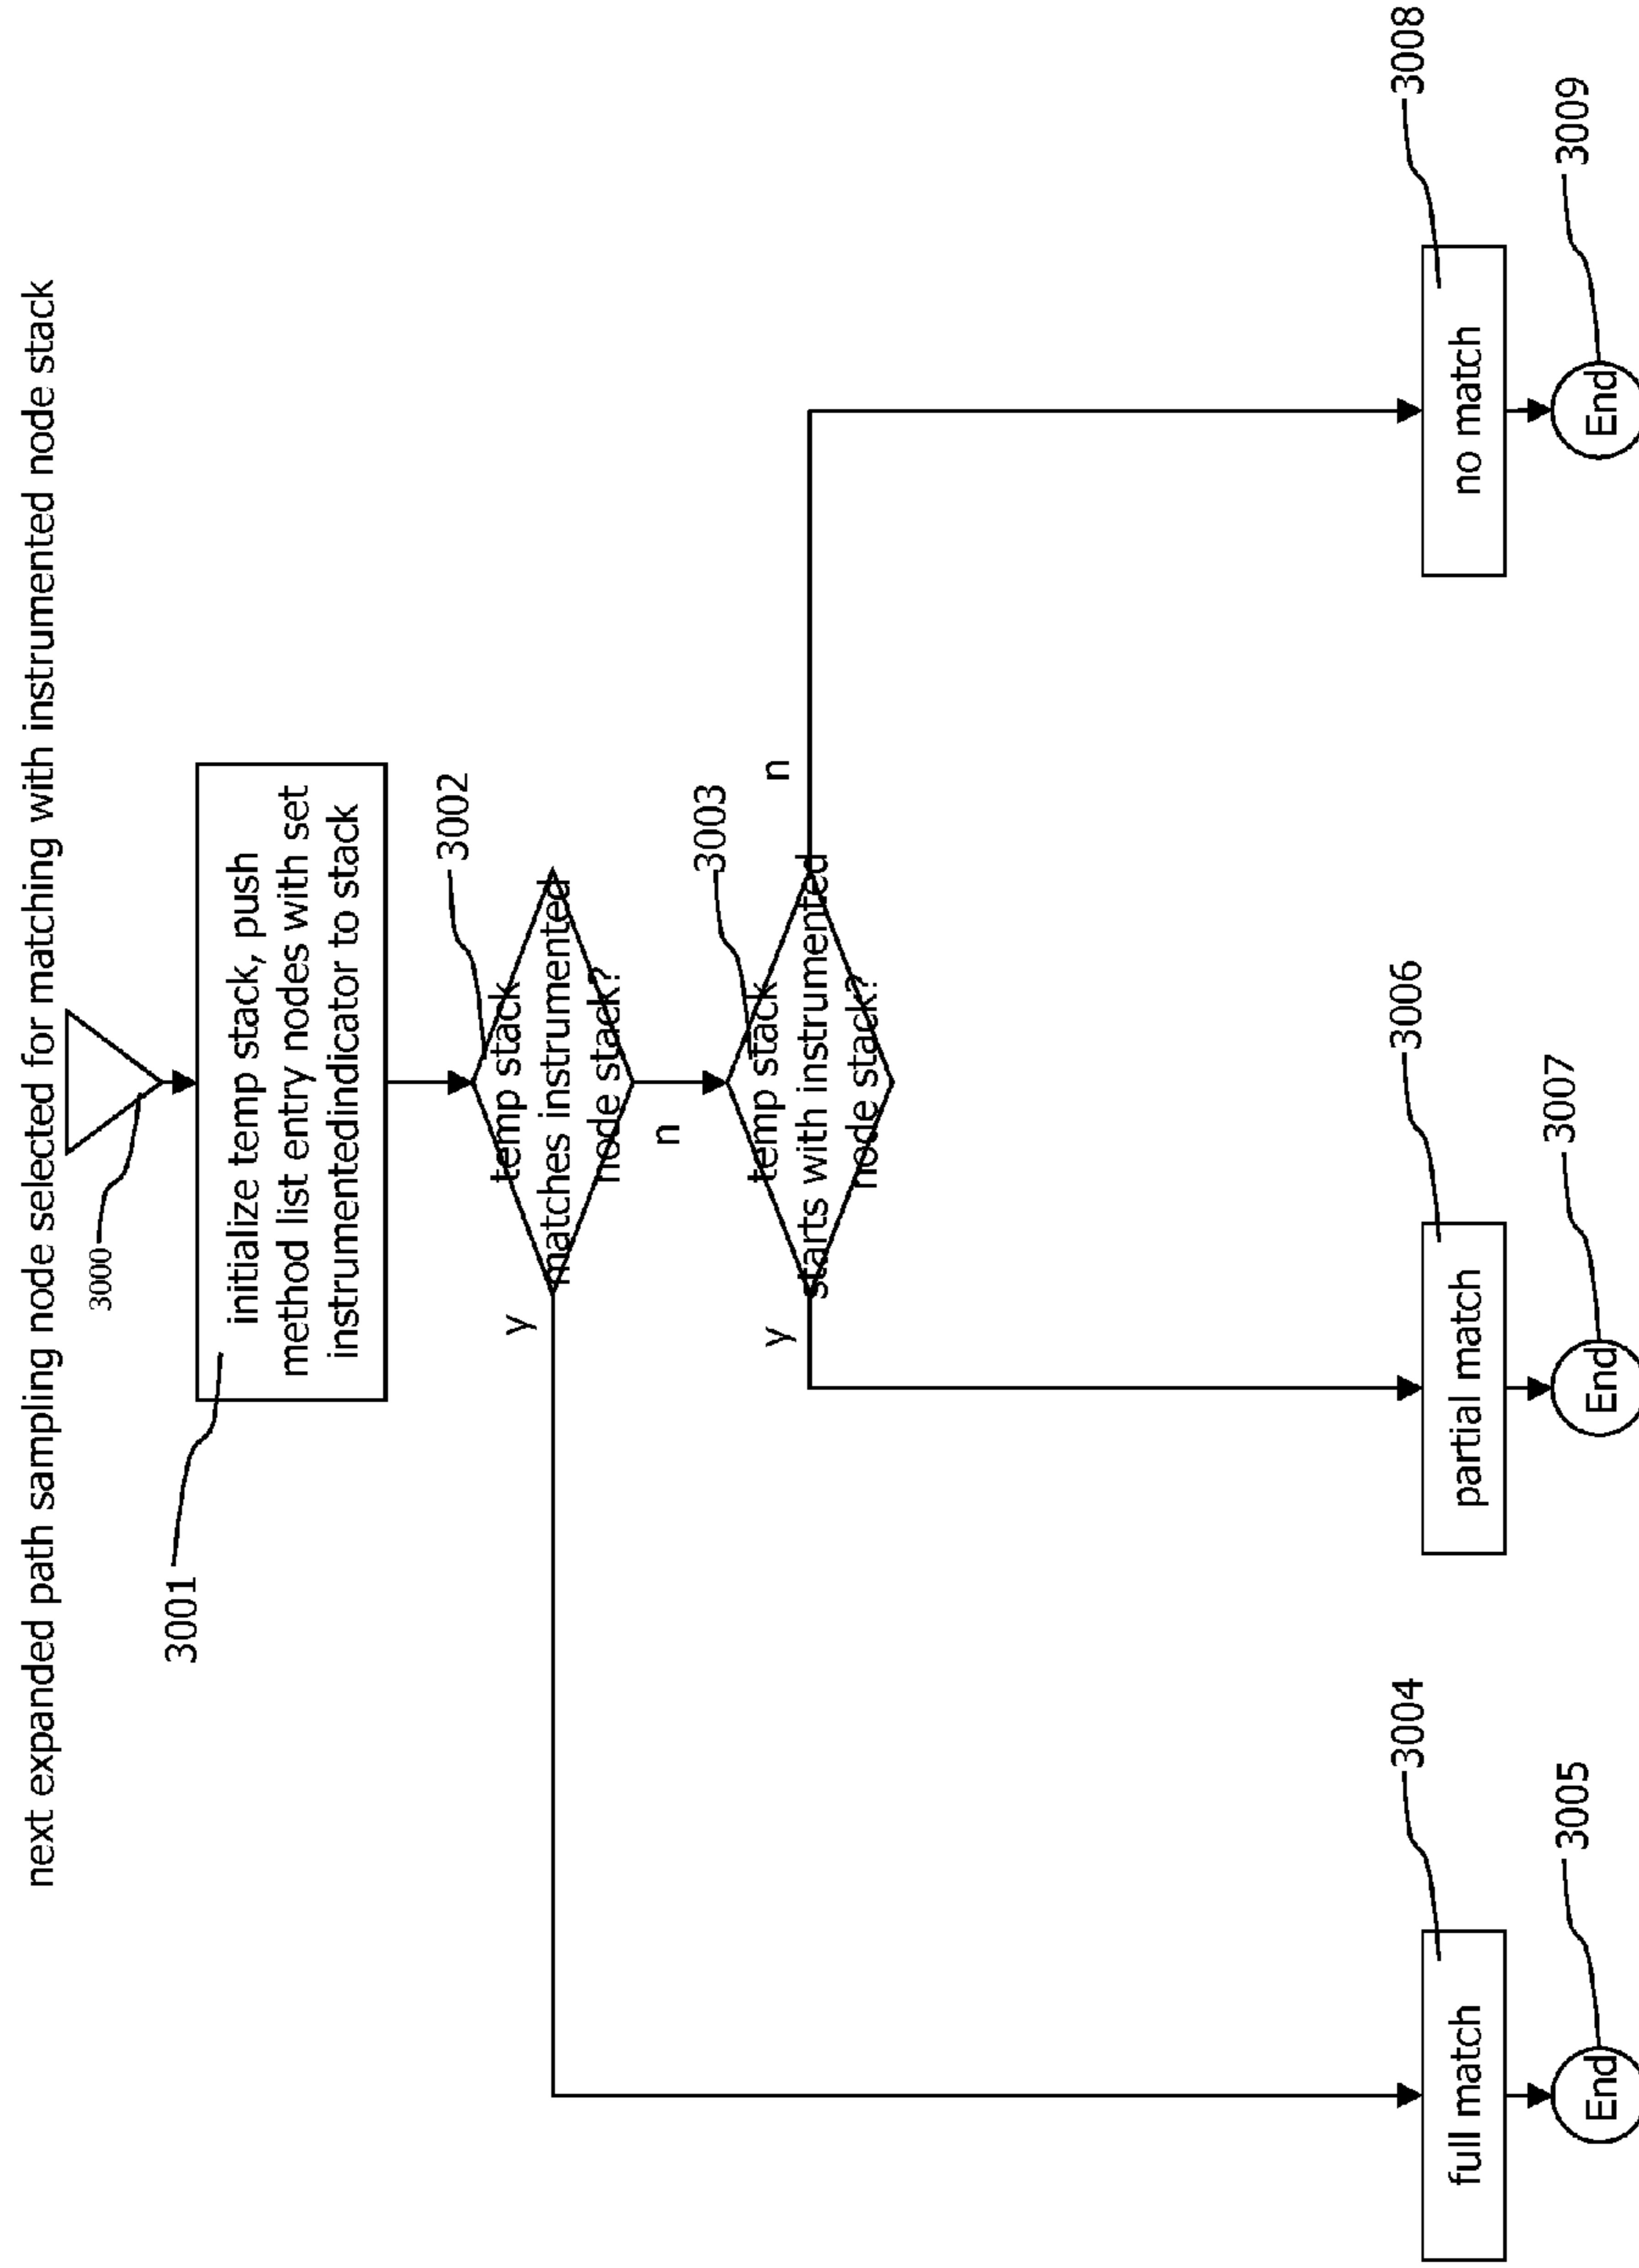 next expanded path sampling node selected for matching with instrumented node stack
3000
3001
initialize temp stack, push
method list entry nodes with set
instrumentedindicator to stack
3002
temp stack
matches instrumented
node stack?
y
n
3003
temp stack
starts with instrumented
node stack?
y
n
3004
full match
3005
End
3006
partial match
3007
End
3008
no match
3009
End